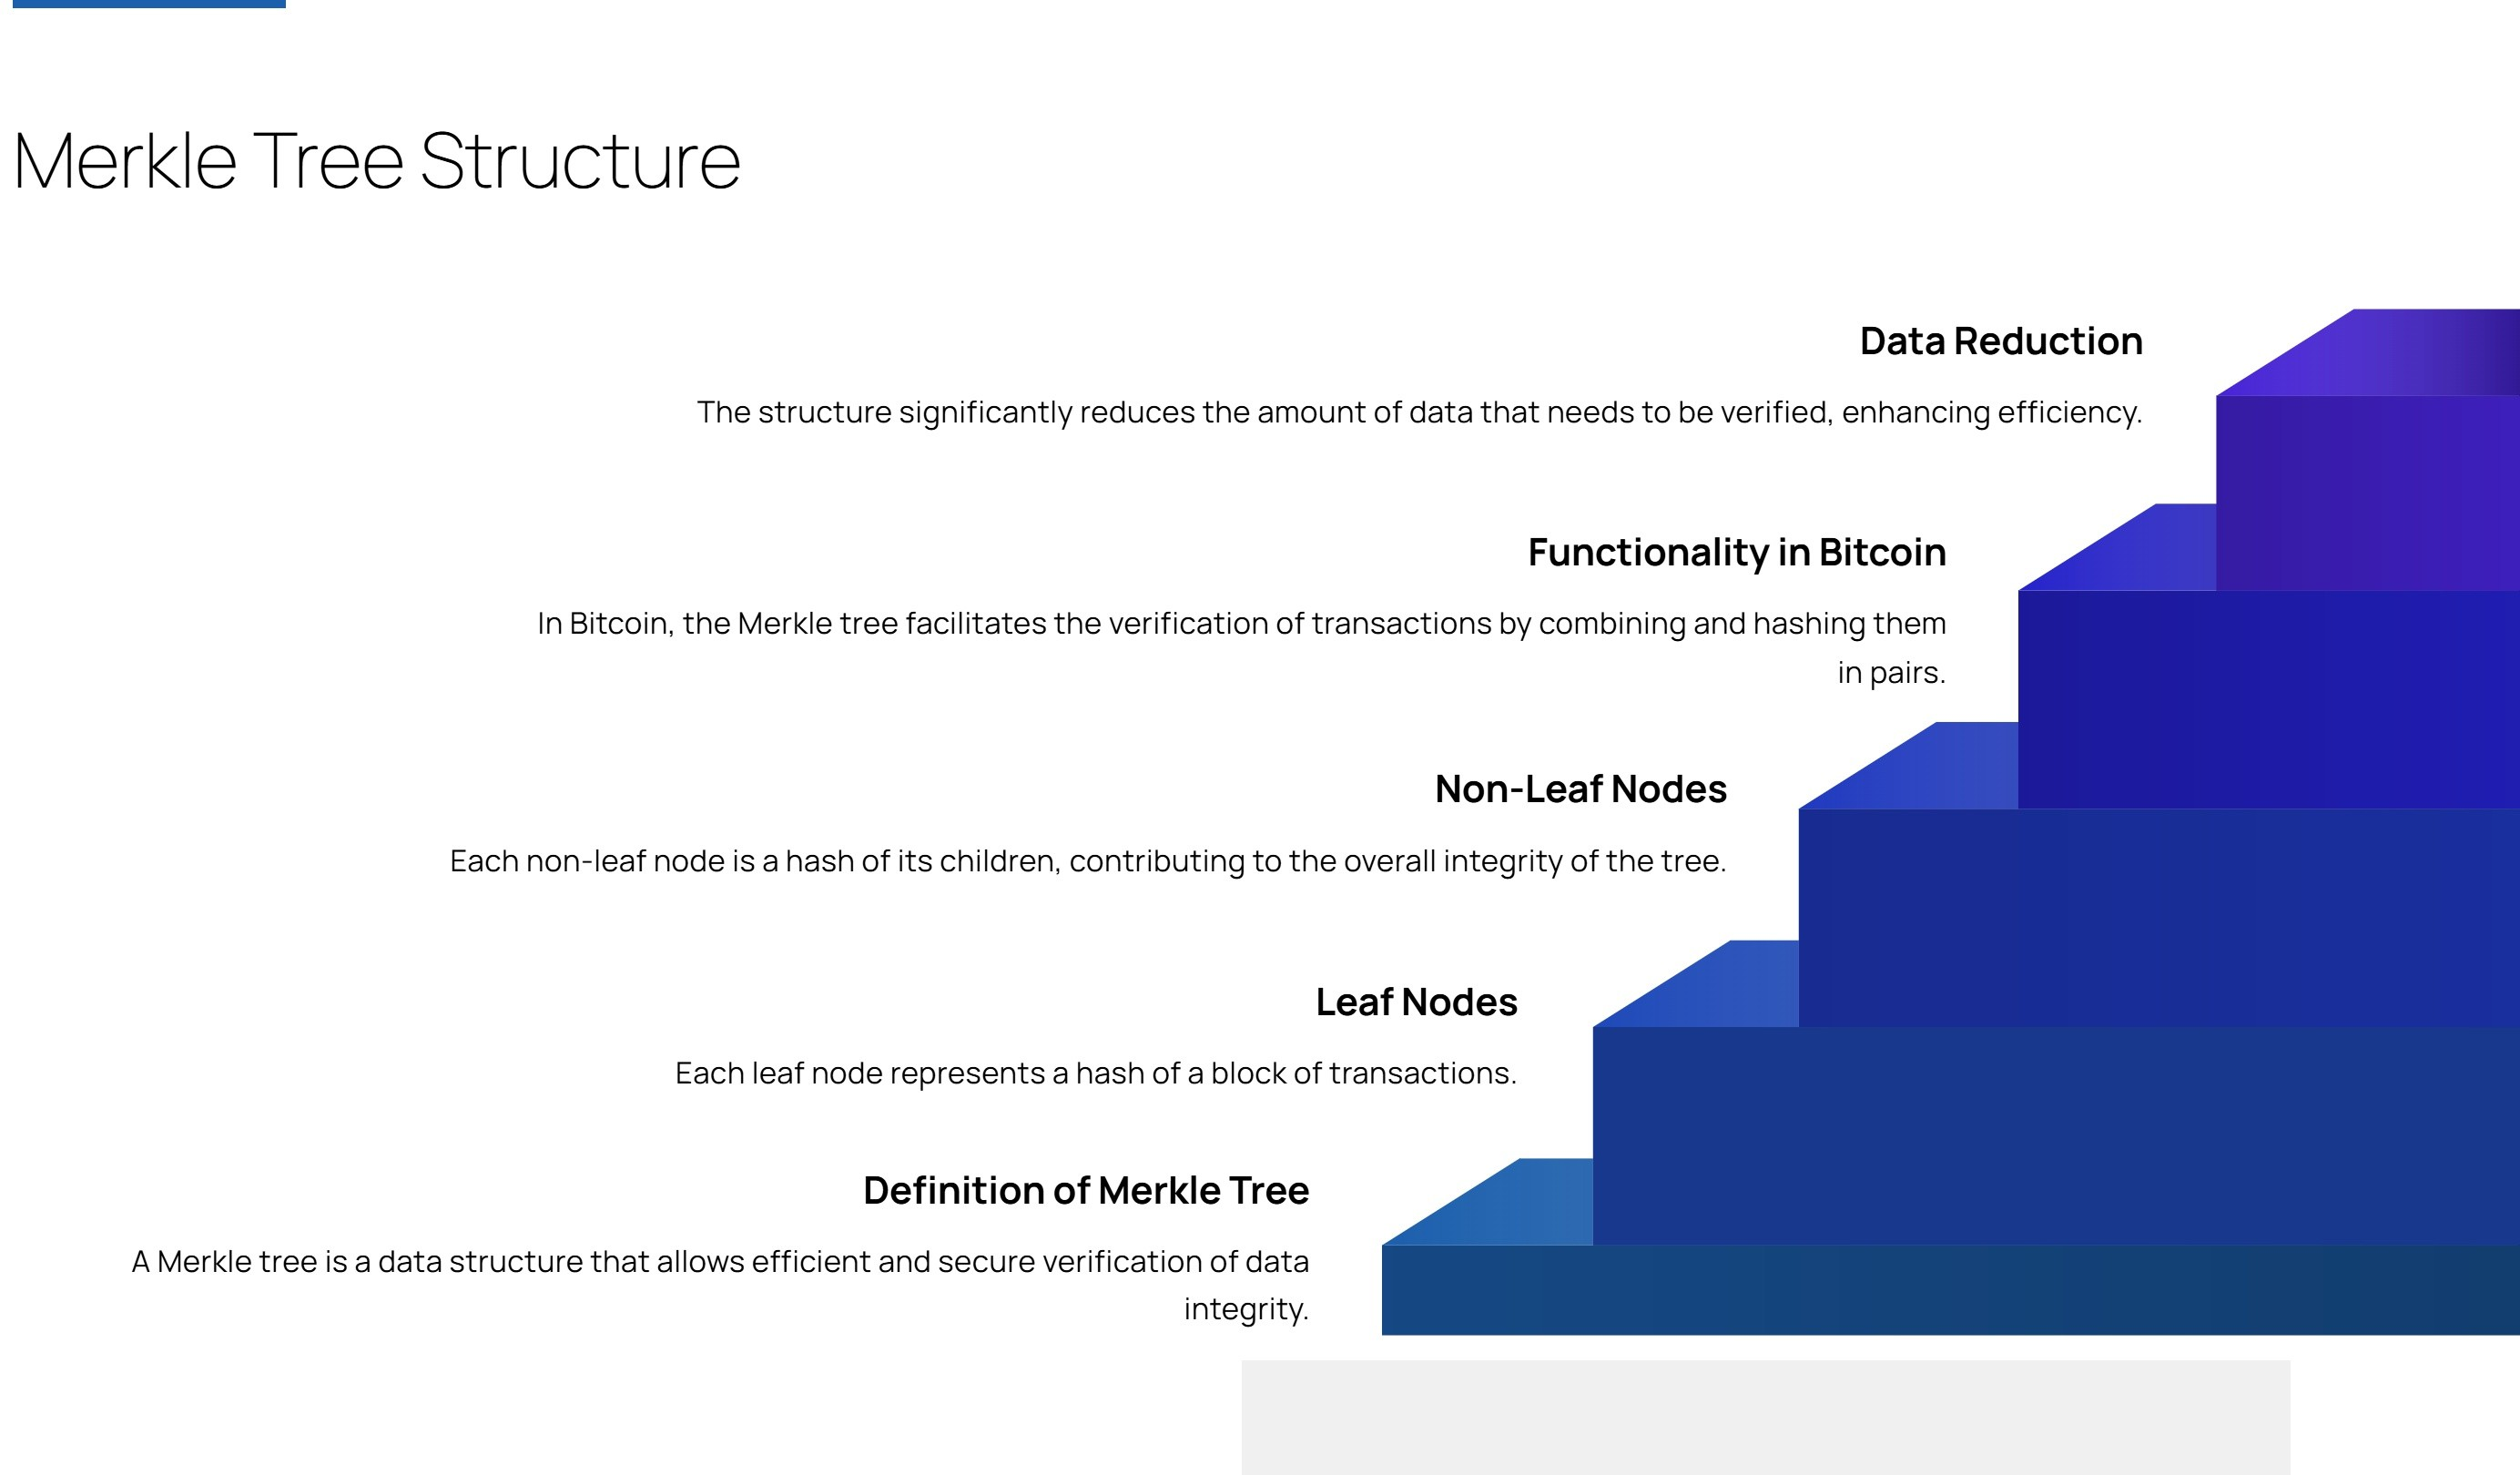 Merkle Tree Structure
Data Reduction
The structure significantly reduces the amount of data that needs to be verified, enhancing efficiency.
Functionality in Bitcoin
In Bitcoin, the Merkle tree facilitates the verification of transactions by combining and hashing them
in pairs.
Non-Leaf Nodes
Each non-leaf node is a hash of its children, contributing to the overall integrity of the tree.
Leaf Nodes
Each leaf node represents a hash of a block of transactions.
Definition of Merkle Tree
A Merkle tree is a data structure that allows efficient and secure verification of data
integrity.